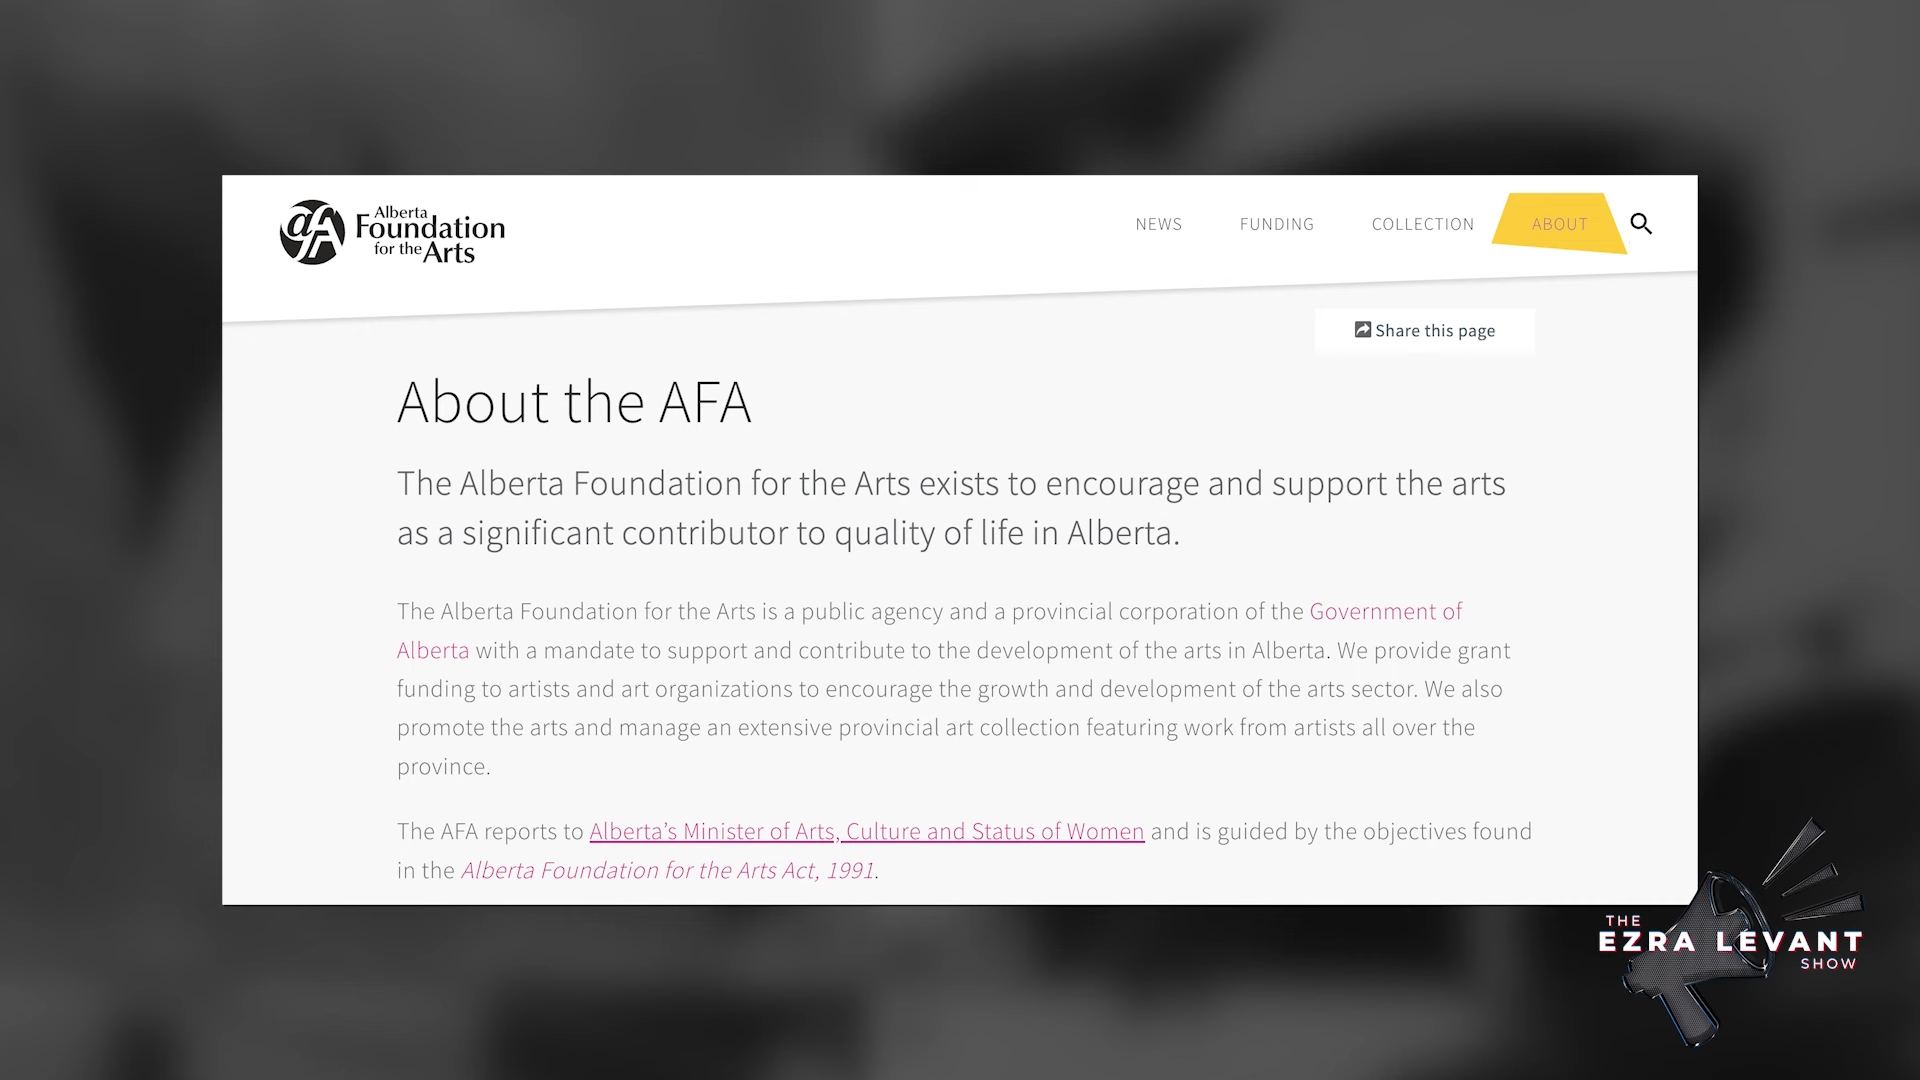 Alberta
Foundation
for the Arts
NEWS
FUNDING
COLLECTION
ABOUT
Share this page
About the AFA
The Alberta Foundation for the Arts exists to encourage and support the arts
as a significant contributor to quality of life in Alberta.
The Alberta Foundation for the Arts is a public agency and a provincial corporation of the Government of
Alberta with a mandate to support and contribute to the development of the arts in Alberta. We provide grant
funding to artists and art organizations to encourage the growth and development of the arts sector. We also
promote the arts and manage an extensive provincial art collection featuring work from artists all over the
province.
The AFA reports to Alberta’s Minister of Arts, Culture and Status of Women and is guided by the objectives found
in the Alberta Foundation for the Arts Act, 1991.
THE
EZRA LEVANT
SHOW